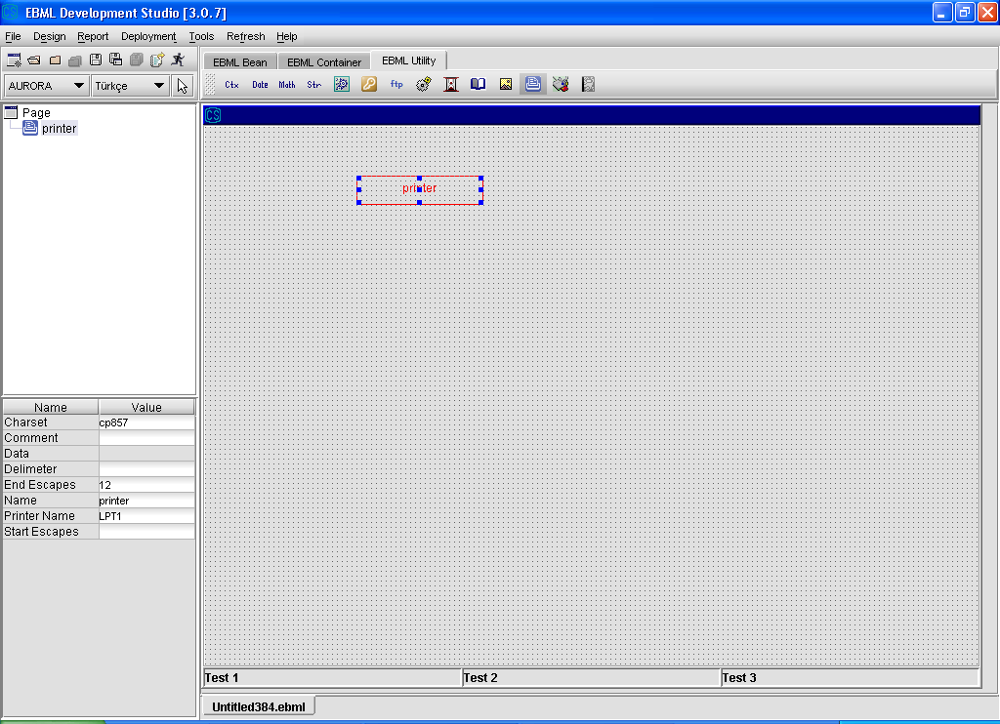 EBML Development Studio [3.0.7]
File Design Report Deployment Tools Refresh Help
EBML Bean EBML Container EBML Utility
AURORA Türkçe
Ctx Date Math Str ftp
Page
printer
CS
printer
Name Value
Charset cp857
Comment
Data
Delimeter
End Escapes 12
Name printer
Printer Name LPT1
Start Escapes
Test 1 Test 2 Test 3
Untitled384.ebml